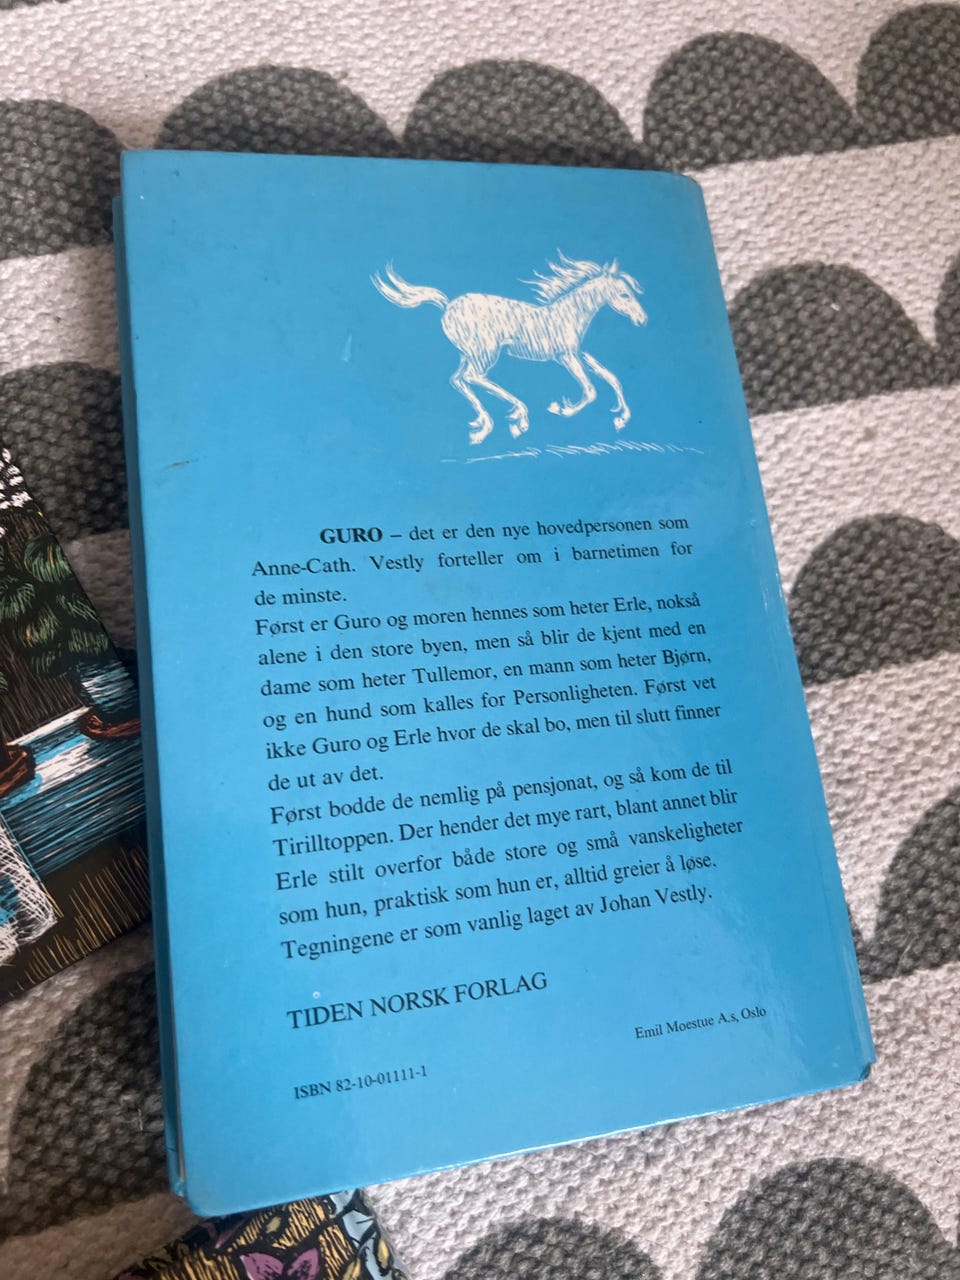 GURO – det er den nye hovedpersonen som
Anne-Cath. Vestly forteller om i barnetimen for
de minste.
Først er Guro og moren hennes som heter Erle, nokså
alene i den store byen, men så blir de kjent med en
dame som heter Tullemor, en mann som heter Bjørn,
og en hund som kalles for Personligheten. Først vet
ikke Guro og Erle hvor de skal bo, men til slutt finner
de ut av det.
Først bodde de nemlig på pensjonat, og så kom de til
Tirilltoppen. Der hender det mye rart, blant annet blir
Erle stilt overfor både store og små vanskeligheter
som hun, praktisk som hun er, alltid greier å løse.
Tegningene er som vanlig laget av Johan Vestly.
TIDEN NORSK FORLAG
Emil Moestue A.s, Oslo
ISBN 82-10-01111-1